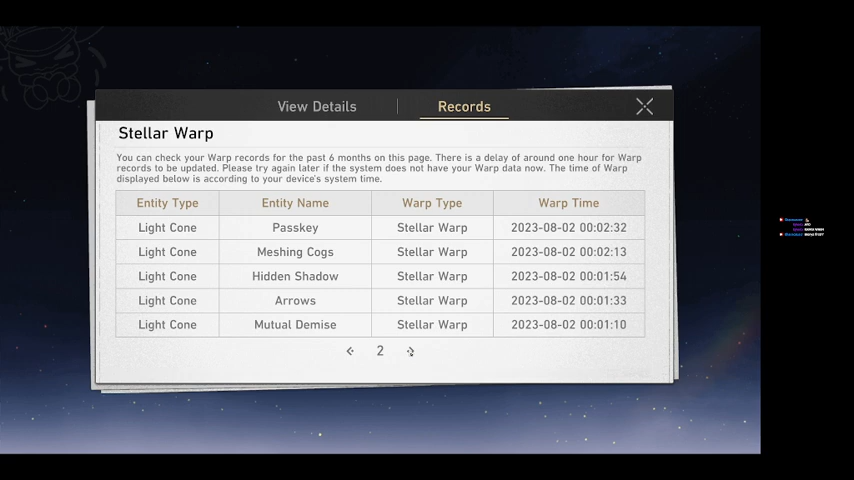 View Details
Records
Stellar Warp
You can check your Warp records for the past 6 months on this page. There is a delay of around one hour for Warp
records to be updated. Please try again later if the system does not have your Warp data now. The time of Warp
displayed below is according to your device's system time.
Entity Type Entity Name Warp Type Warp Time
Light Cone Passkey Stellar Warp 2023-08-02 00:02:32
Light Cone Meshing Cogs Stellar Warp 2023-08-02 00:02:13
Light Cone Hidden Shadow Stellar Warp 2023-08-02 00:01:54
Light Cone Arrows Stellar Warp 2023-08-02 00:01:33
Light Cone Mutual Demise Stellar Warp 2023-08-02 00:01:10
2